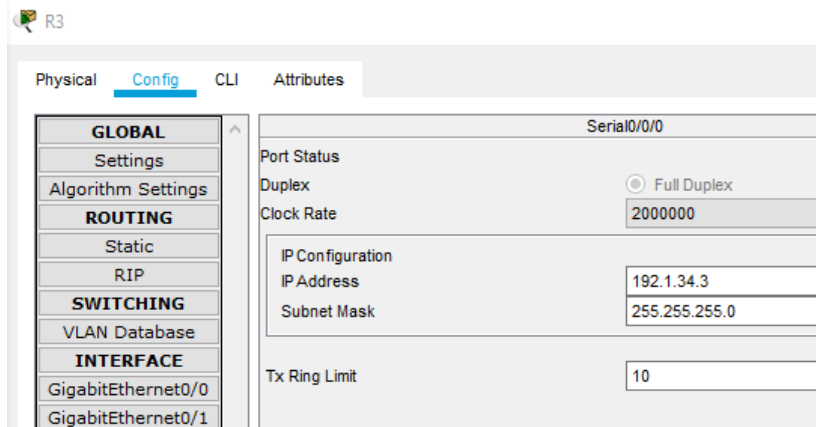 R3
Physical Config CLI Attributes
GLOBAL
Settings
Algorithm Settings
ROUTING
Static
RIP
SWITCHING
VLAN Database
INTERFACE
GigabitEthernet0/0
GigabitEthernet0/1
Serial0/0/0
Port Status
Duplex Full Duplex
Clock Rate 2000000
IP Configuration
IP Address 192.1.34.3
Subnet Mask 255.255.255.0
Tx Ring Limit 10